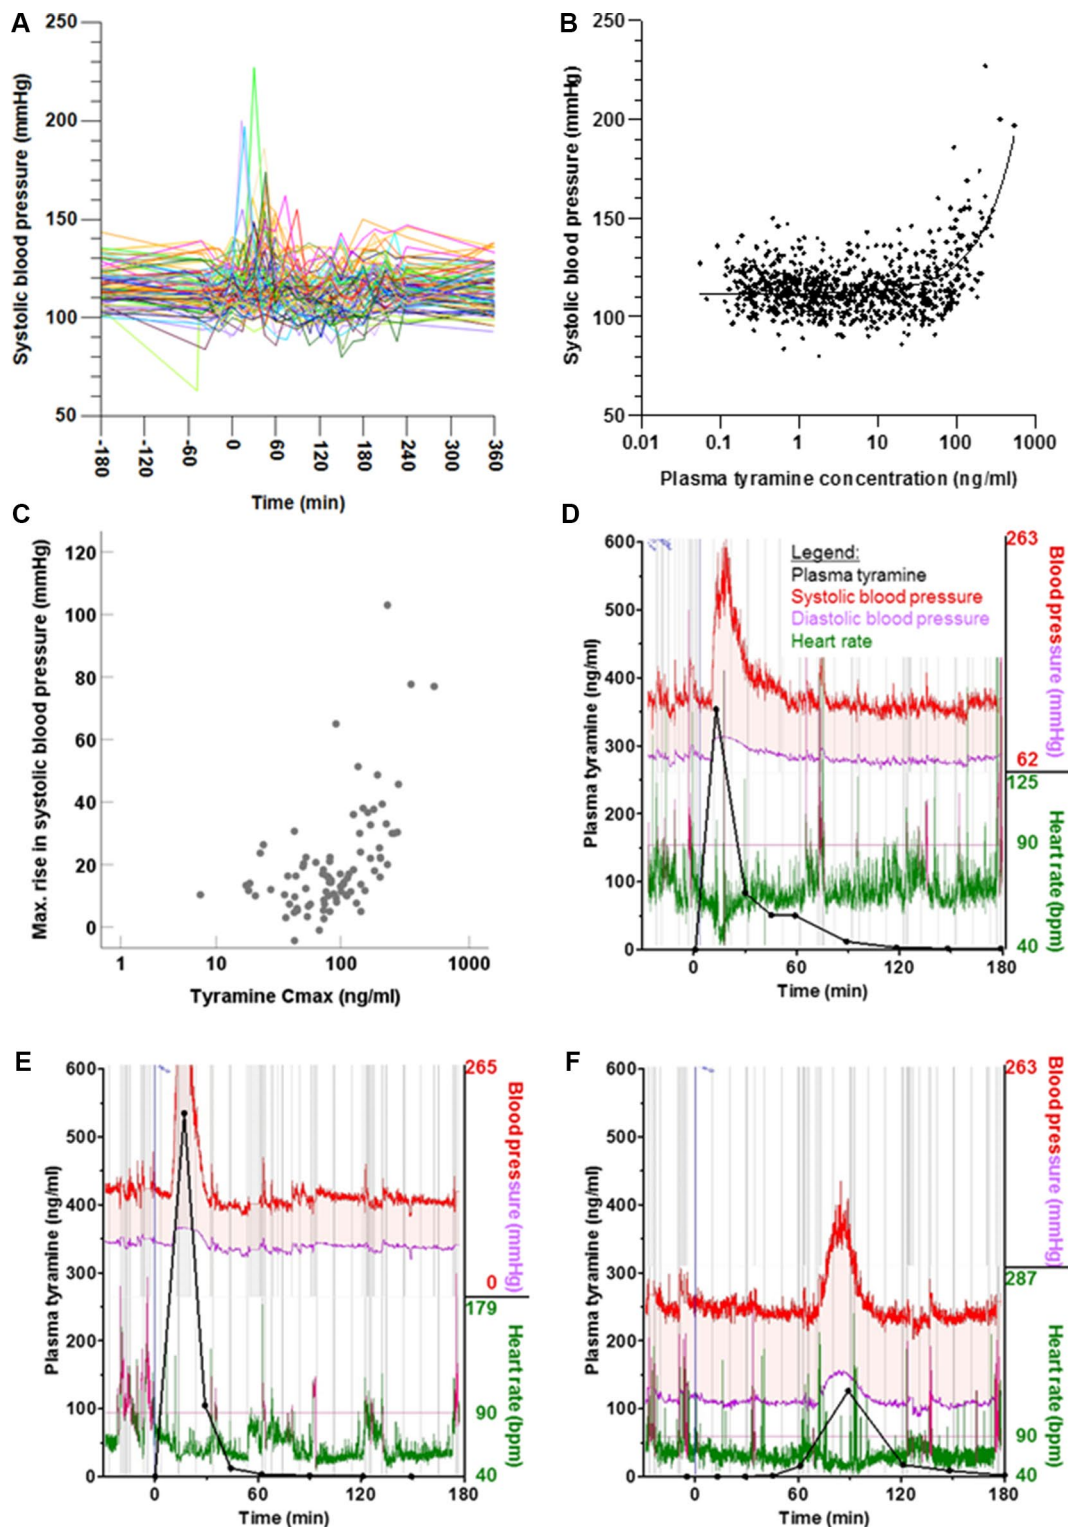 A
Systolic blood pressure (mmHg)
250
200
150
100
50
-180
-120
-60
0
60
120
180
240
300
360
Time (min)
B
Systolic blood pressure (mmHg)
250
200
150
100
50
0.01
0.1
1
10
100
1000
Plasma tyramine concentration (ng/ml)
C
Max. rise in systolic blood pressure (mmHg)
120
100
80
60
40
20
0
1
10
100
1000
Tyramine Cmax (ng/ml)
D
Plasma tyramine (ng/ml)
600
500
400
300
200
100
0
Legend:
Plasma tyramine
Systolic blood pressure
Diastolic blood pressure
Heart rate
263
62
Blood pressure (mmHg)
125
90
40
Heart rate (bpm)
0
60
120
180
Time (min)
E
Plasma tyramine (ng/ml)
600
500
400
300
200
100
0
265
0
Blood pressure (mmHg)
179
90
40
Heart rate (bpm)
0
60
120
180
Time (min)
F
Plasma tyramine (ng/ml)
600
500
400
300
200
100
0
263
Blood pressure (mmHg)
287
90
40
Heart rate (bpm)
0
60
120
180
Time (min)